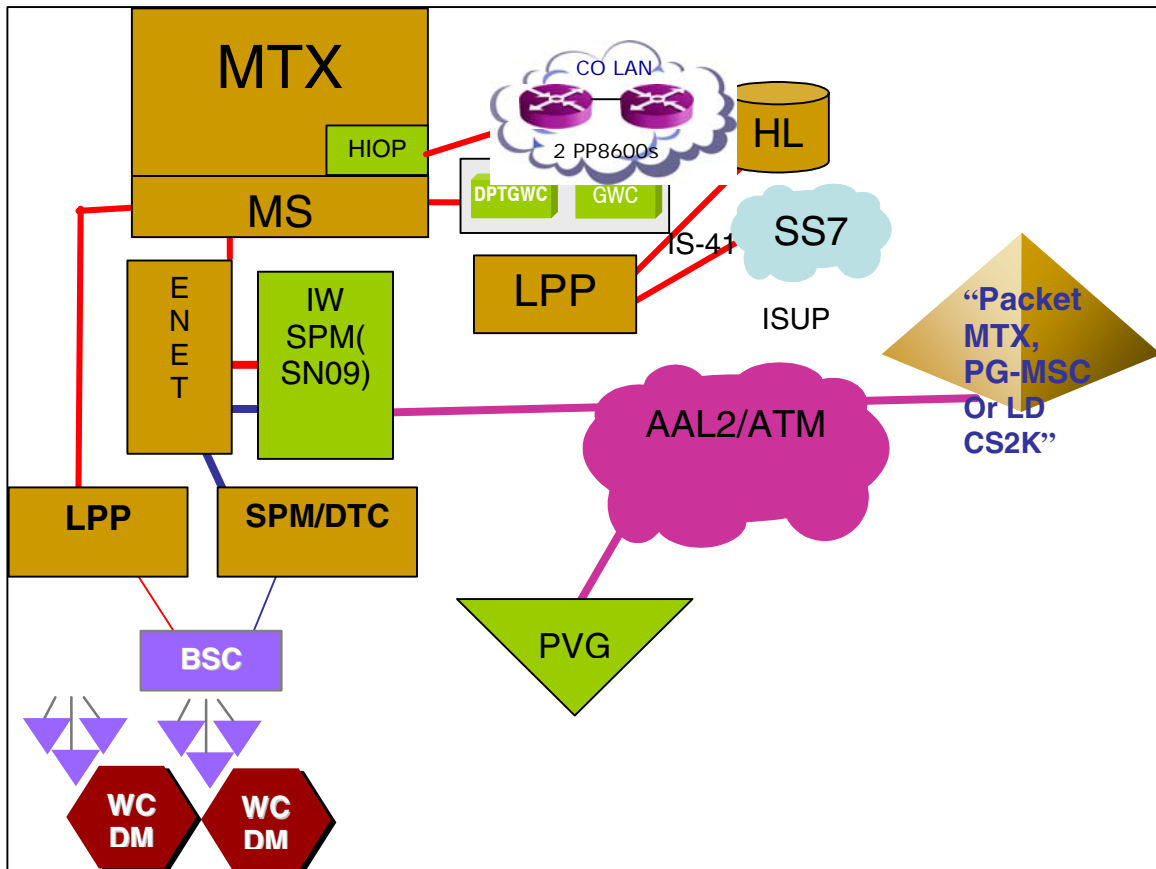 MTX
HIOP
MS
CO LAN
2 PP8600s
DPTGWC
GWC
HL
IS-41
SS7
LPP
ISUP
E
N
E
T
IW
SPM(
SN09)
“Packet
MTX,
PG-MSC
Or LD
CS2K”
AAL2/ATM
LPP
SPM/DTC
BSC
PVG
WC
DM
WC
DM